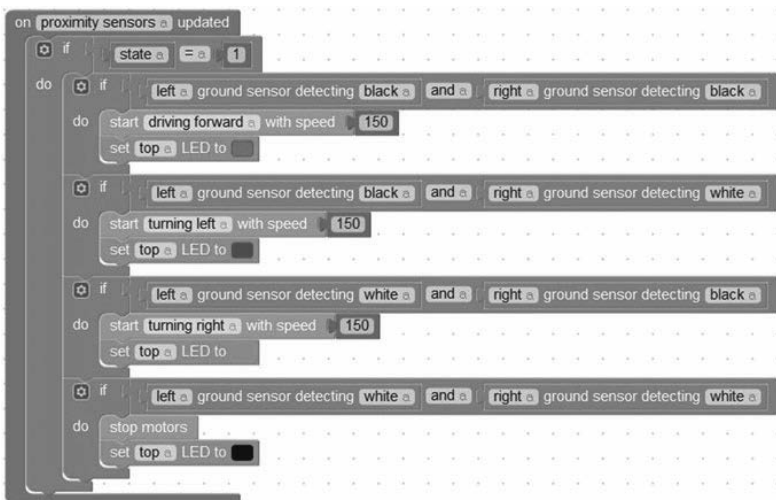 on proximity sensors updated
if state = 1
do if left ground sensor detecting black and right ground sensor detecting black
do start driving forward with speed 150
set top LED to
if left ground sensor detecting black and right ground sensor detecting white
do start turning left with speed 150
set top LED to
if left ground sensor detecting white and right ground sensor detecting black
do start turning right with speed 150
set top LED to
if left ground sensor detecting white and right ground sensor detecting white
do stop motors
set top LED to